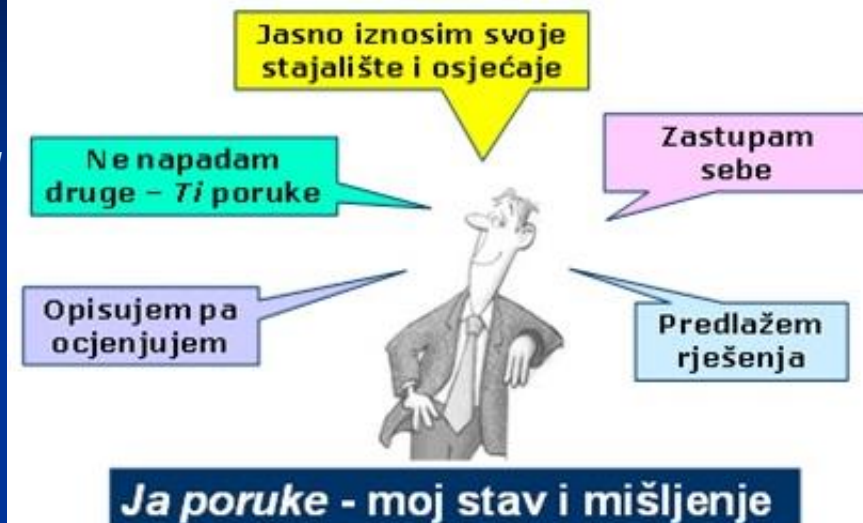 Jasno iznosim svoje
stajalište i osjećaje
Ne napadam
druge – Ti poruke
Zastupam
sebe
Opisujem pa
ocjenjujem
Predlažem
rješenja
Ja poruke - moj stav i mišljenje